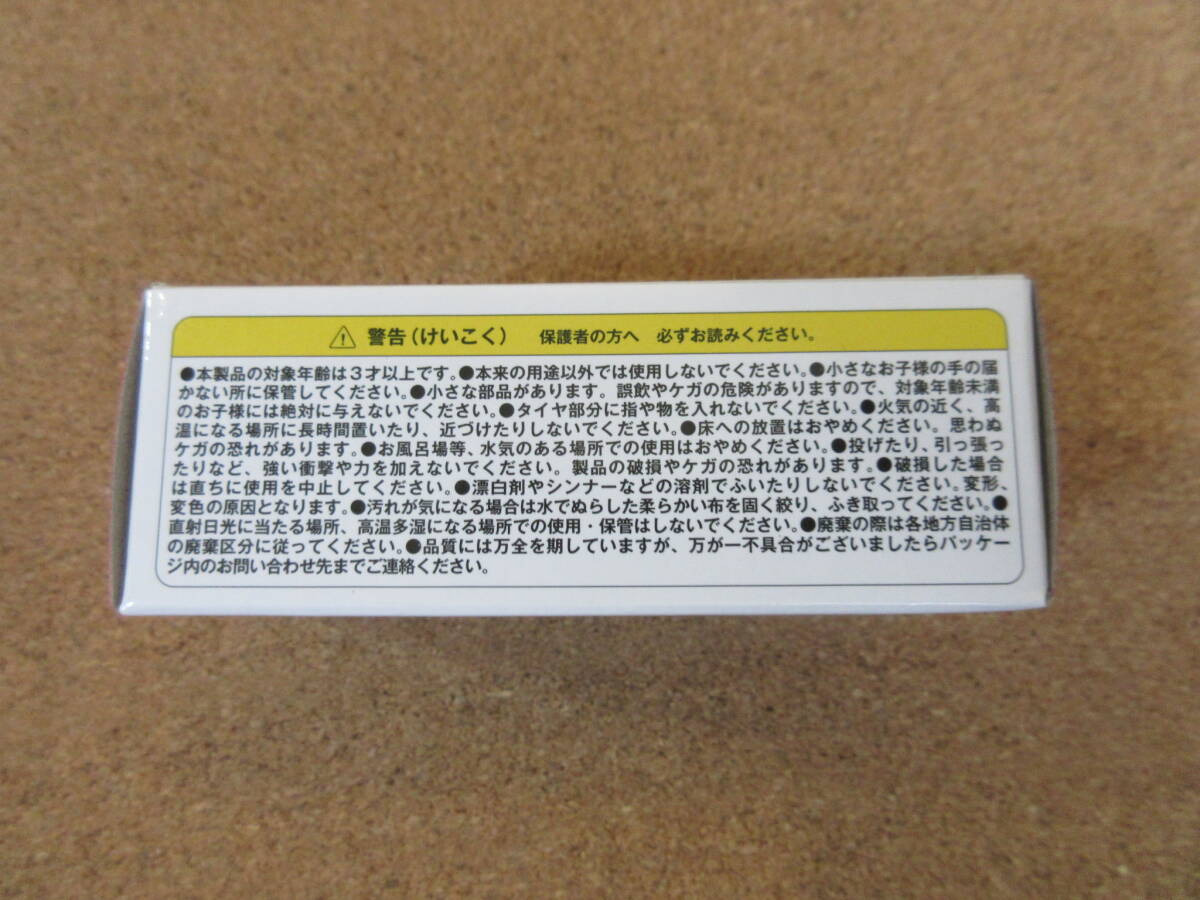 ⚠ 警告(けいこく) 保護者の方へ 必ずお読みください。
●本製品の対象年齢は3才以上です。●本来の用途以外では使用しないでください。●小さなお子様の手の届
かない所に保管してください。●小さな部品があります。誤飲やケガの危険がありますので、対象年齢未満
のお子様には絶対に与えないでください。●タイヤ部分に指や物を入れないでください。●火気の近く、高
温になる場所に長時間置いたり、近づけたりしないでください。●床への放置はおやめください。思わぬ
ケガの恐れがあります。●お風呂場等、水気のある場所での使用はおやめください。●投げたり、引っ張っ
たりなど、強い衝撃や力を加えないでください。製品の破損やケガの恐れがあります。●破損した場合
は直ちに使用を中止してください。●漂白剤やシンナーなどの溶剤でふいたりしないでください。変形、
変色の原因となります。●汚れが気になる場合は水でぬらした柔らかい布を固く絞り、ふき取ってください。●
直射日光に当たる場所、高温多湿になる場所での使用・保管はしないでください。●廃棄の際は各地方自治体
の廃棄区分に従ってください。●品質には万全を期していますが、万が一不具合がございましたらパッケー
ジ内のお問い合わせ先までご連絡ください。